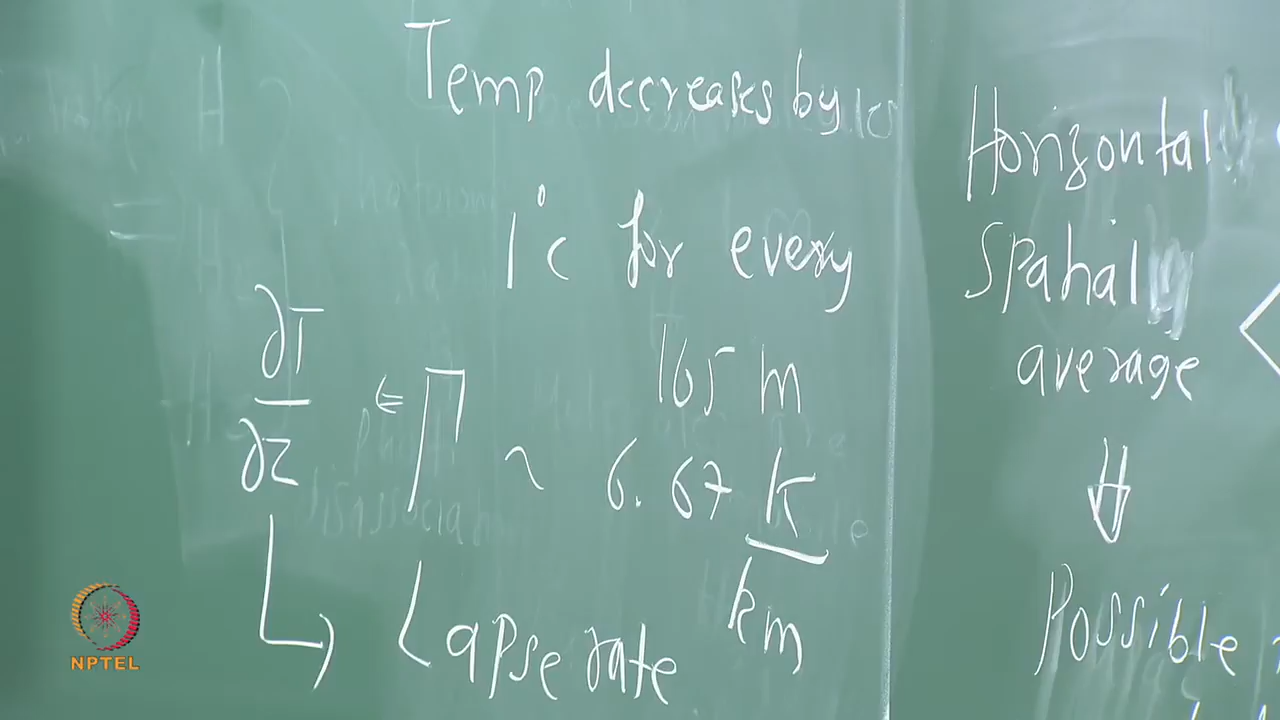 Temp decreases by
1°c for every
165 m
∂T/∂z ⇐ Γ ~ 6.67 K/km
Lapse rate
Horizontal
Spatial
average
⇓
Possible
NPTEL